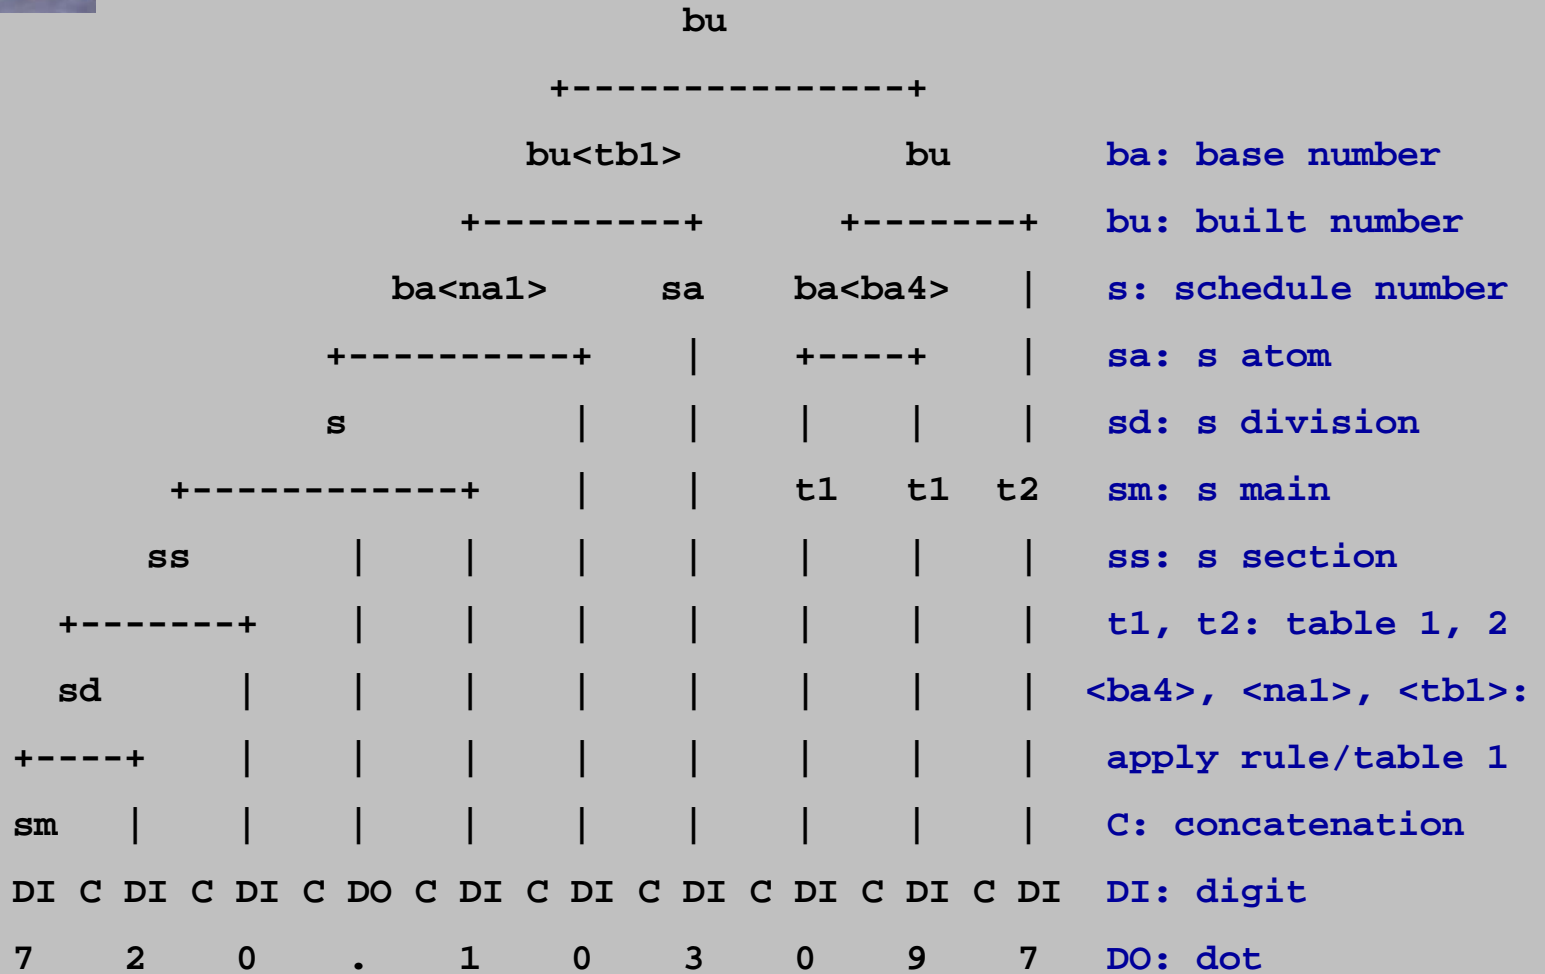 bu
+---------------+
bu<tb1> bu ba: base number
+----------+ +-------+ bu: built number
ba<na1> sa ba<ba4> | s: schedule number
+-----------+ | +-----+ | sa: s atom
s | | | | | sd: s division
+------------+ | | t1 t1 t2 sm: s main
ss | | | | | | | ss: s section
+-------+ | | | | | | | t1, t2: table 1, 2
sd | | | | | | | | <ba4>, <na1>, <tb1>:
+----+ | | | | | | | | apply rule/table 1
sm | | | | | | | | | C: concatenation
DI C DI C DI C DO C DI C DI C DI C DI C DI C DI DI: digit
7 2 0 . 1 0 3 0 9 7 DO: dot